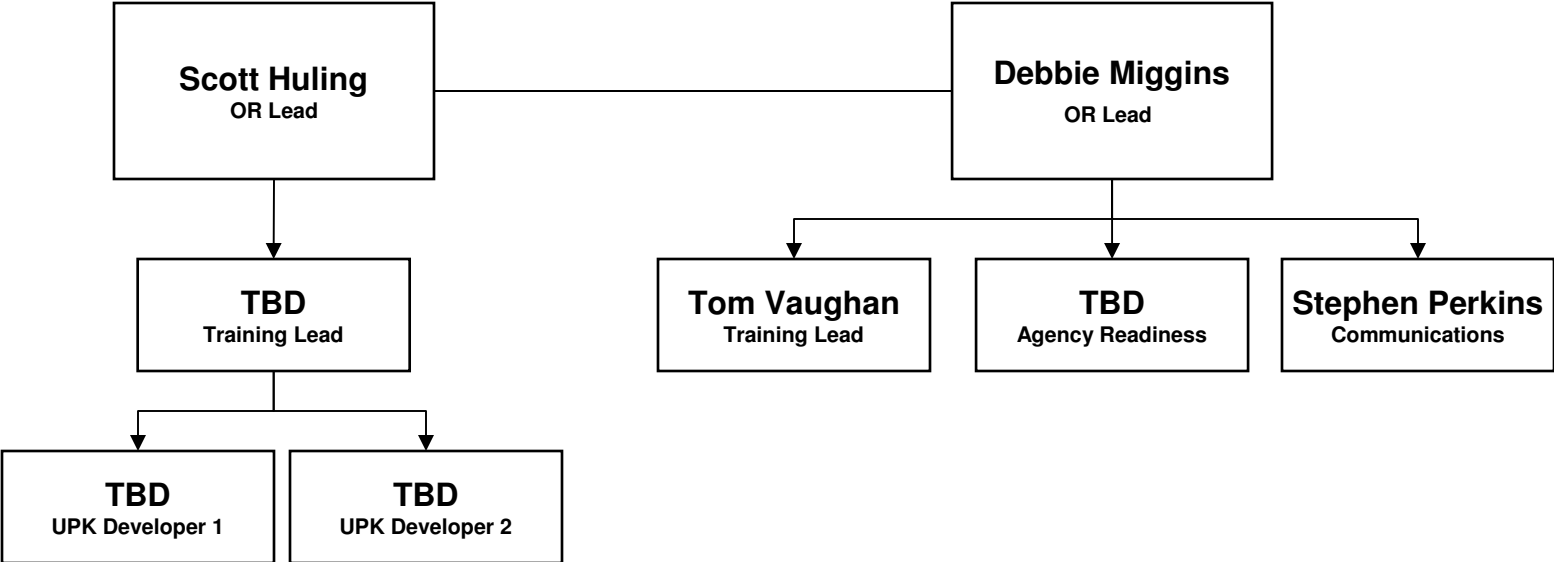 Scott Huling
OR Lead
Debbie Miggins
OR Lead
TBD
Training Lead
Tom Vaughan
Training Lead
TBD
Agency Readiness
Stephen Perkins
Communications
TBD
UPK Developer 1
TBD
UPK Developer 2